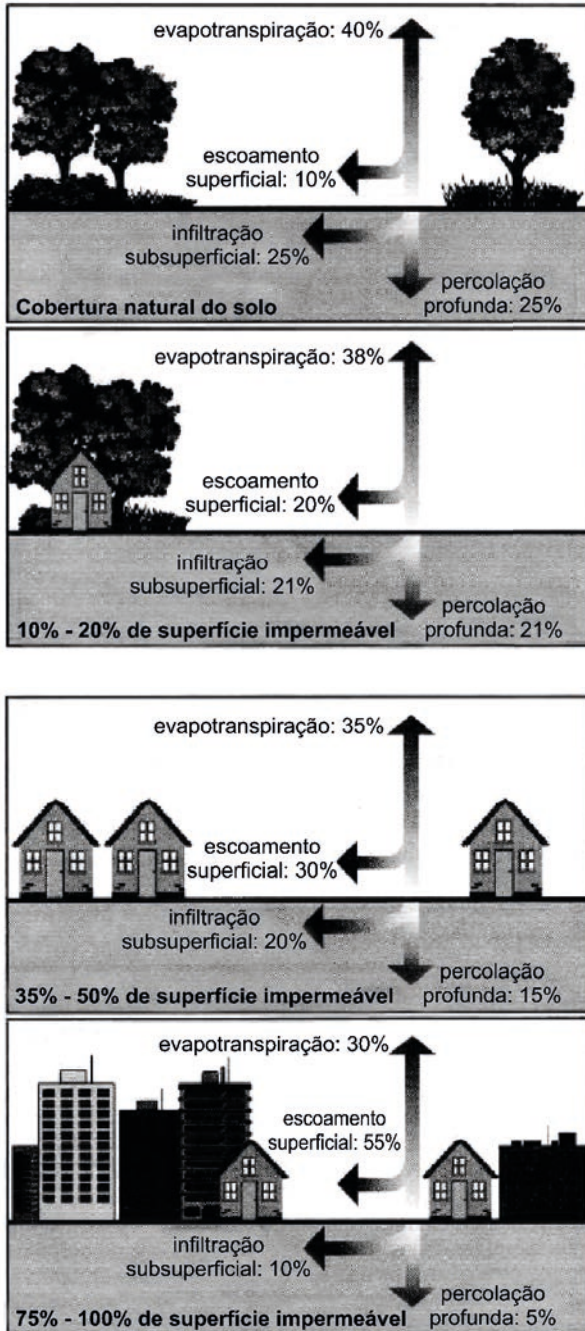 evapotranspiração: 40%
escoamento
superficial: 10%
infiltração
subsuperficial: 25%
percolação
profunda: 25%
Cobertura natural do solo
evapotranspiração: 38%
escoamento
superficial: 20%
infiltração
subsuperficial: 21%
percolação
profunda: 21%
10% - 20% de superfície impermeável
evapotranspiração: 35%
escoamento
superficial: 30%
infiltração
subsuperficial: 20%
percolação
profunda: 15%
35% - 50% de superfície impermeável
evapotranspiração: 30%
escoamento
superficial: 55%
infiltração
subsuperficial: 10%
percolação
profunda: 5%
75% - 100% de superfície impermeável